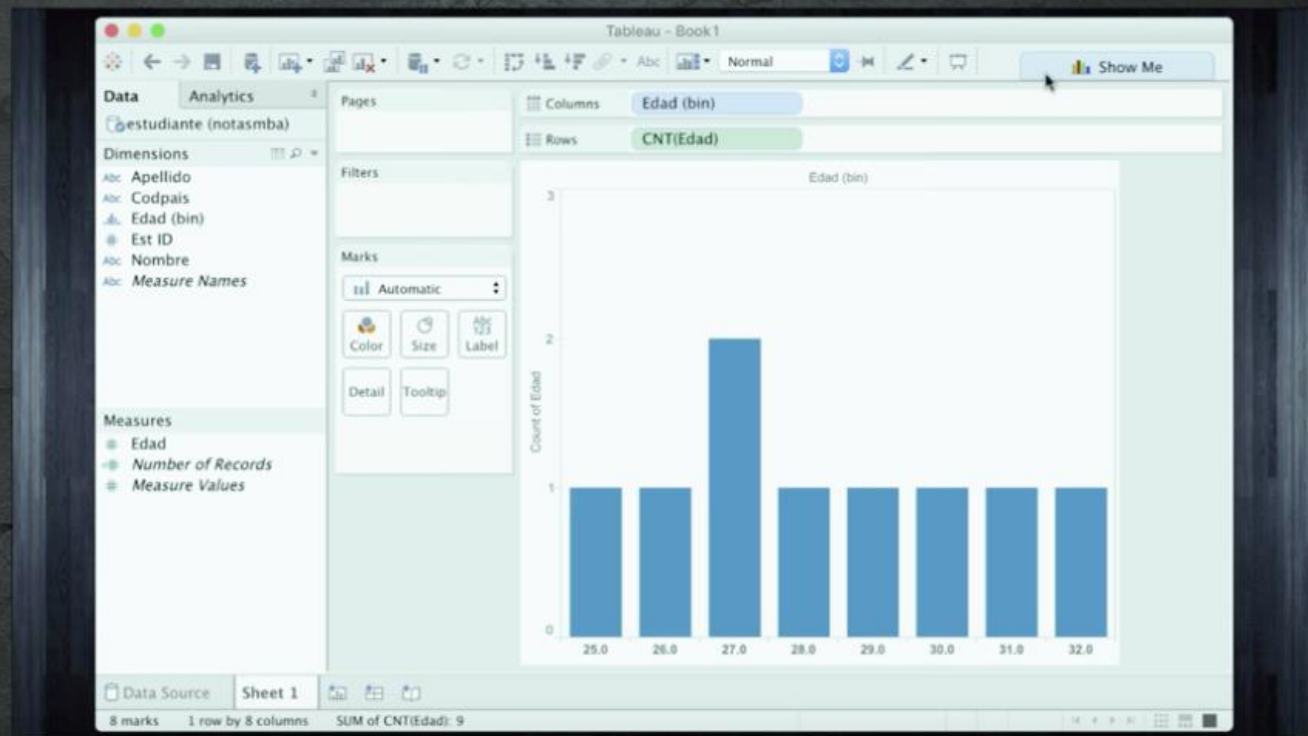 Tableau - Book1
Abc
Normal
Show Me
Data
Analytics
estudiante (notasmba)
Dimensions
Abc Apellido
Abc Codpais
Edad (bin)
# Est ID
Abc Nombre
Abc Measure Names
Measures
# Edad
# Number of Records
# Measure Values
Pages
Filters
Marks
Automatic
Color
Size
Abc
123
Label
Detail
Tooltip
Columns
Edad (bin)
Rows
CNT(Edad)
Edad (bin)
Count of Edad
3
2
1
0
25.0 26.0 27.0 28.0 29.0 30.0 31.0 32.0
Data Source
Sheet 1
8 marks
1 row by 8 columns
SUM of CNT(Edad): 9